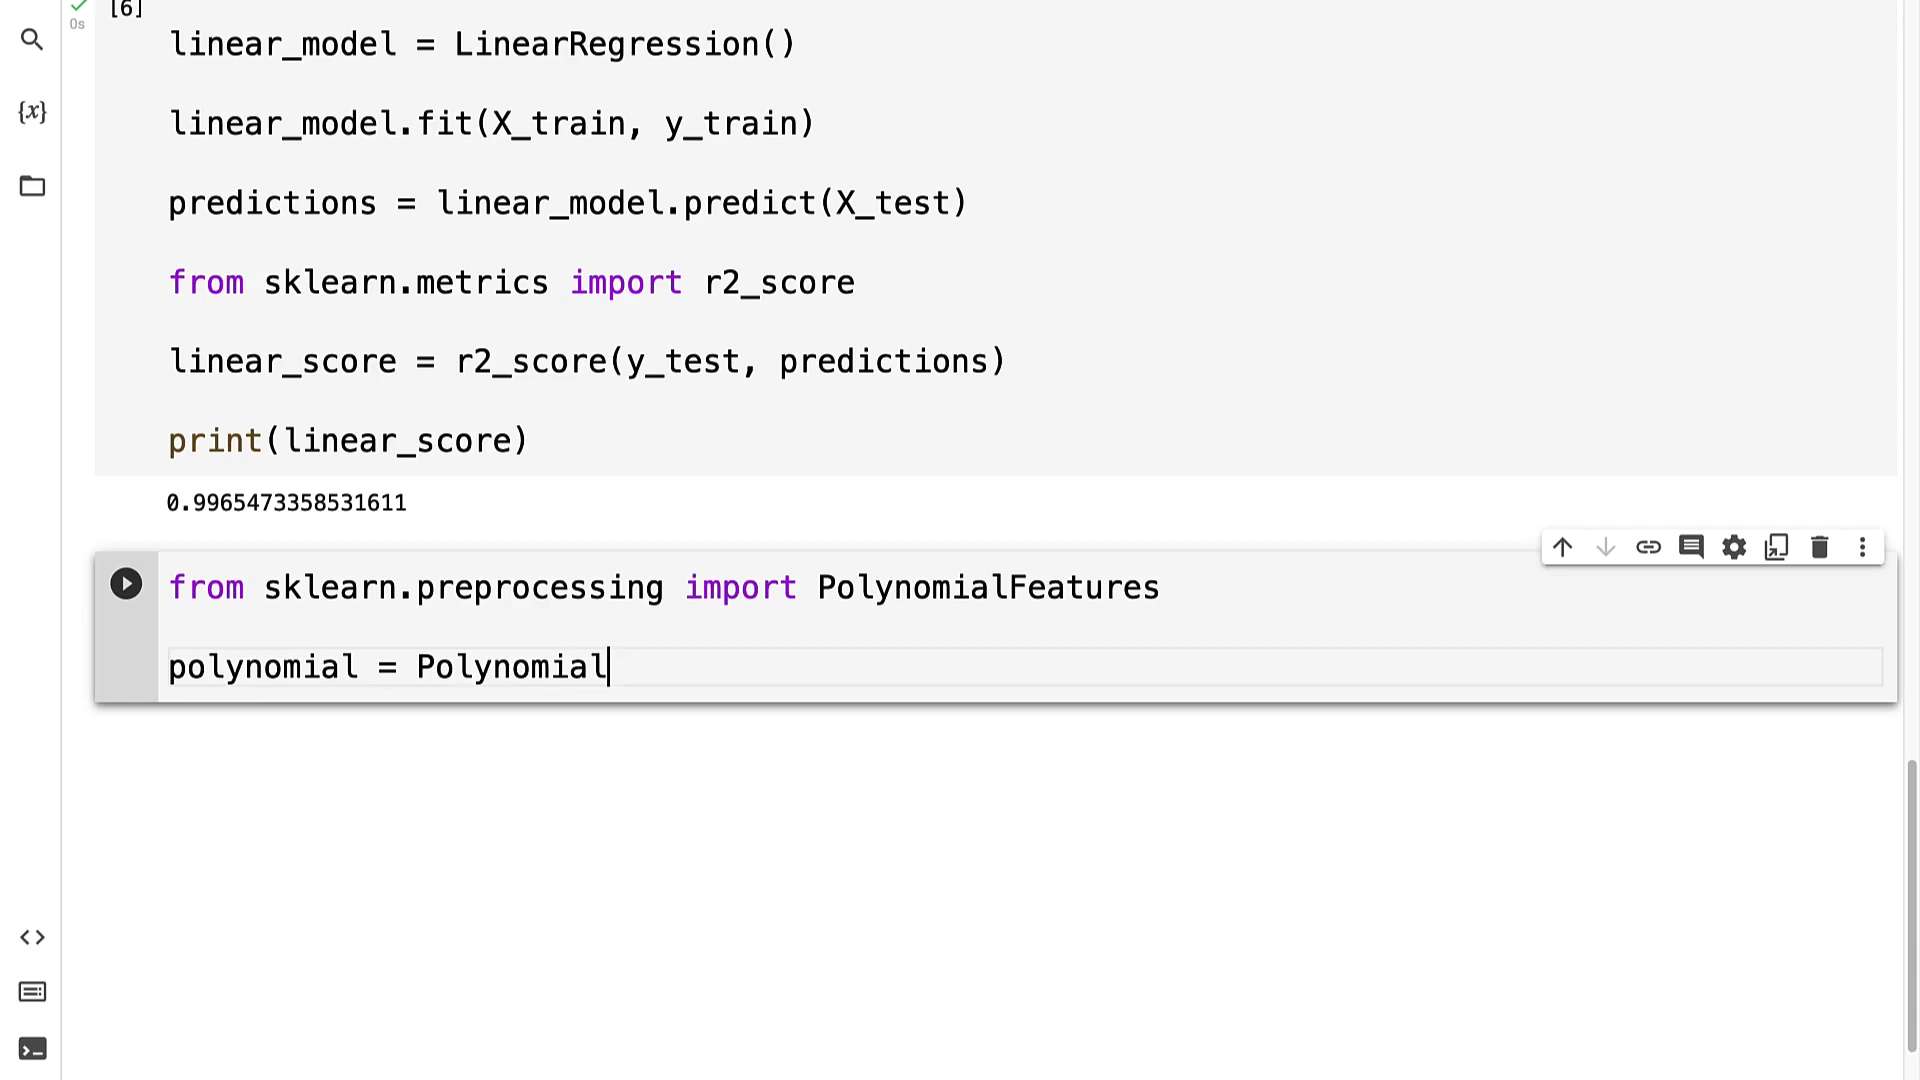 [6]
0s
linear_model = LinearRegression()
{x}
linear_model.fit(X_train, y_train)
predictions = linear_model.predict(X_test)
from sklearn.metrics import r2_score
linear_score = r2_score(y_test, predictions)
print(linear_score)
0.9965473358531611
from sklearn.preprocessing import PolynomialFeatures
polynomial = Polynomial